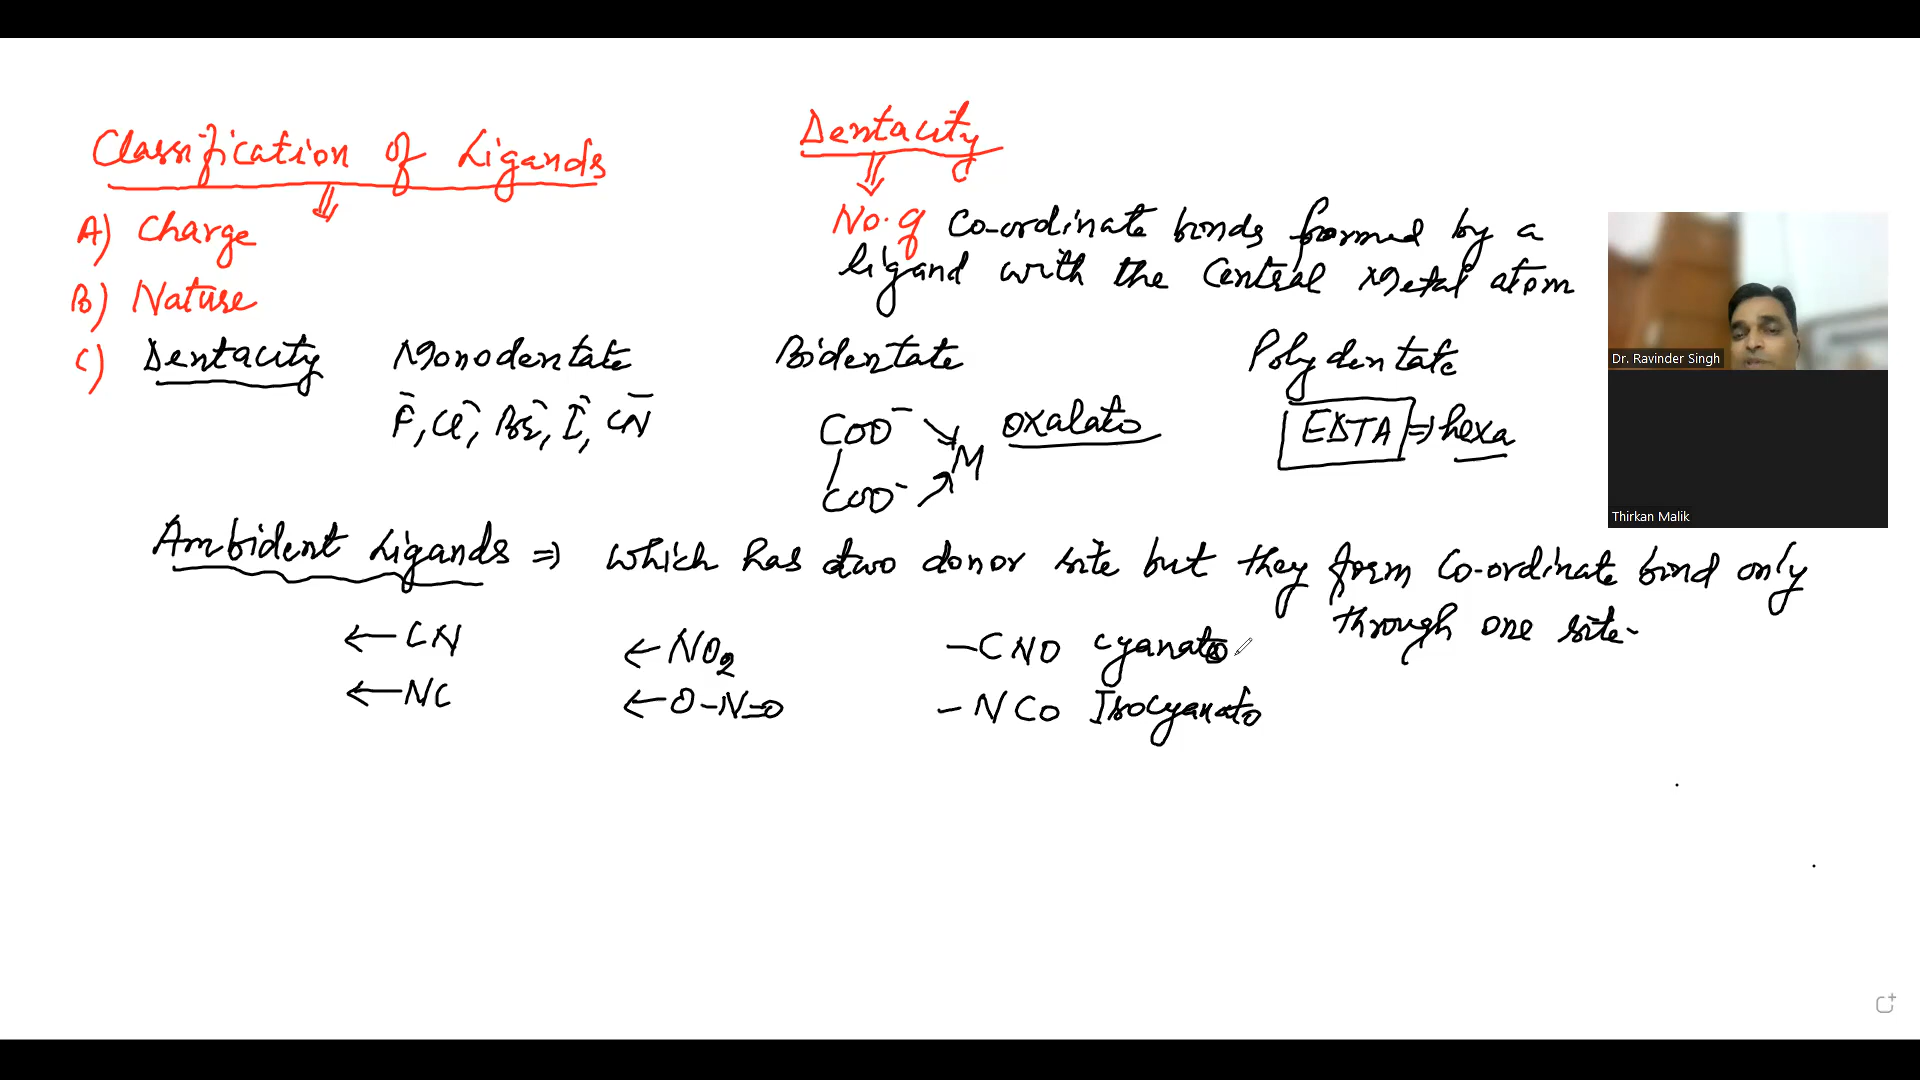 Classification of Ligands
A) Charge
B) Nature
Dentacity
No. of Co-ordinate bonds formed by a
ligand with the Central Metal atom
C) Dentacity Monodentate Bidentate Polydentate
F⁻, Cl⁻, Br⁻, I⁻, CN⁻
COO⁻
COO⁻
M
oxalato
EDTA ⇒ hexa
Ambident Ligands ⇒ which has two donor site but they form Co-ordinate bond only
through one site-
←CN ←NO₂ -CNO Cyanato
←NC ←O-N=O -NCO Isocyanato
Dr. Ravinder Singh
Thirkan Malik